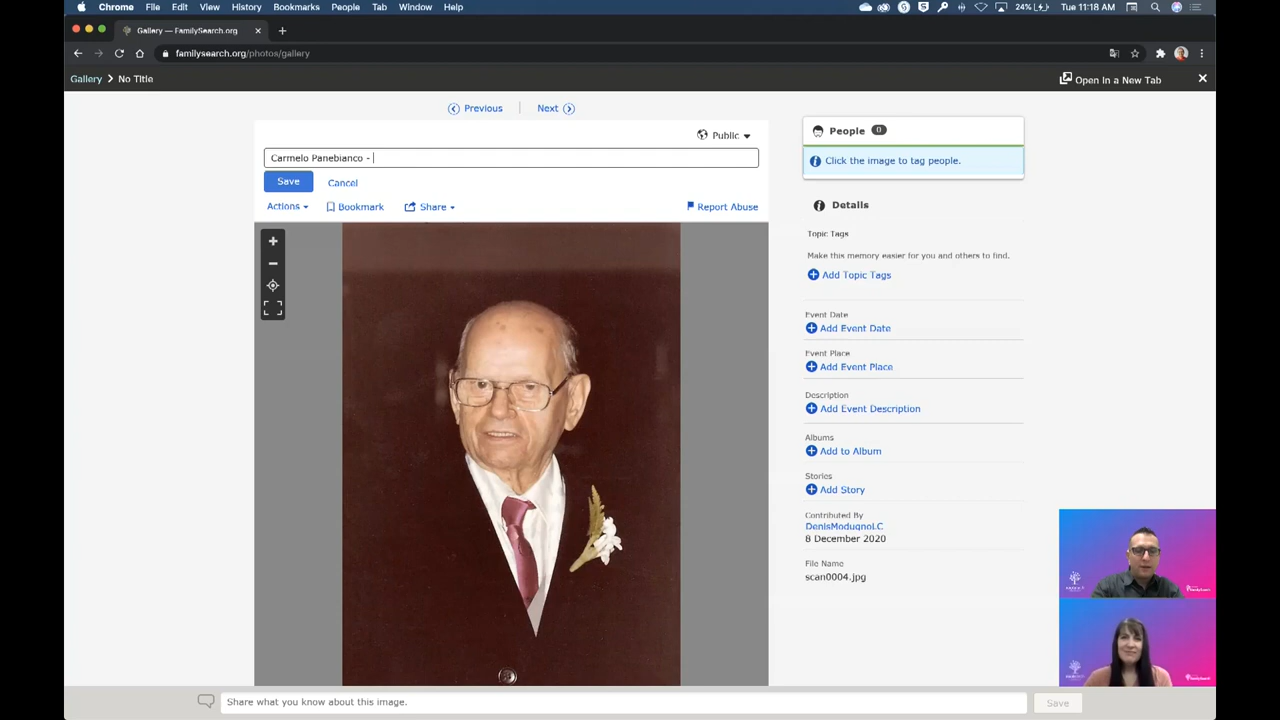 Chrome File Edit View History Bookmarks People Tab Window Help 24% Tue 11:18 AM
Gallery — FamilySearch.org
familysearch.org/photos/gallery
Gallery No Title Open In a New Tab
Previous Next
Public
Carmelo Panebianco -
Save Cancel
Actions Bookmark Share Report Abuse
People 0
Click the image to tag people.
Details
Topic Tags
Make this memory easier for you and others to find.
Add Topic Tags
Event Date
Add Event Date
Event Place
Add Event Place
Description
Add Event Description
Albums
Add to Album
Stories
Add Story
Contributed By
DenisModugnoLC
8 December 2020
File Name
scan0004.jpg
Share what you know about this image. Save